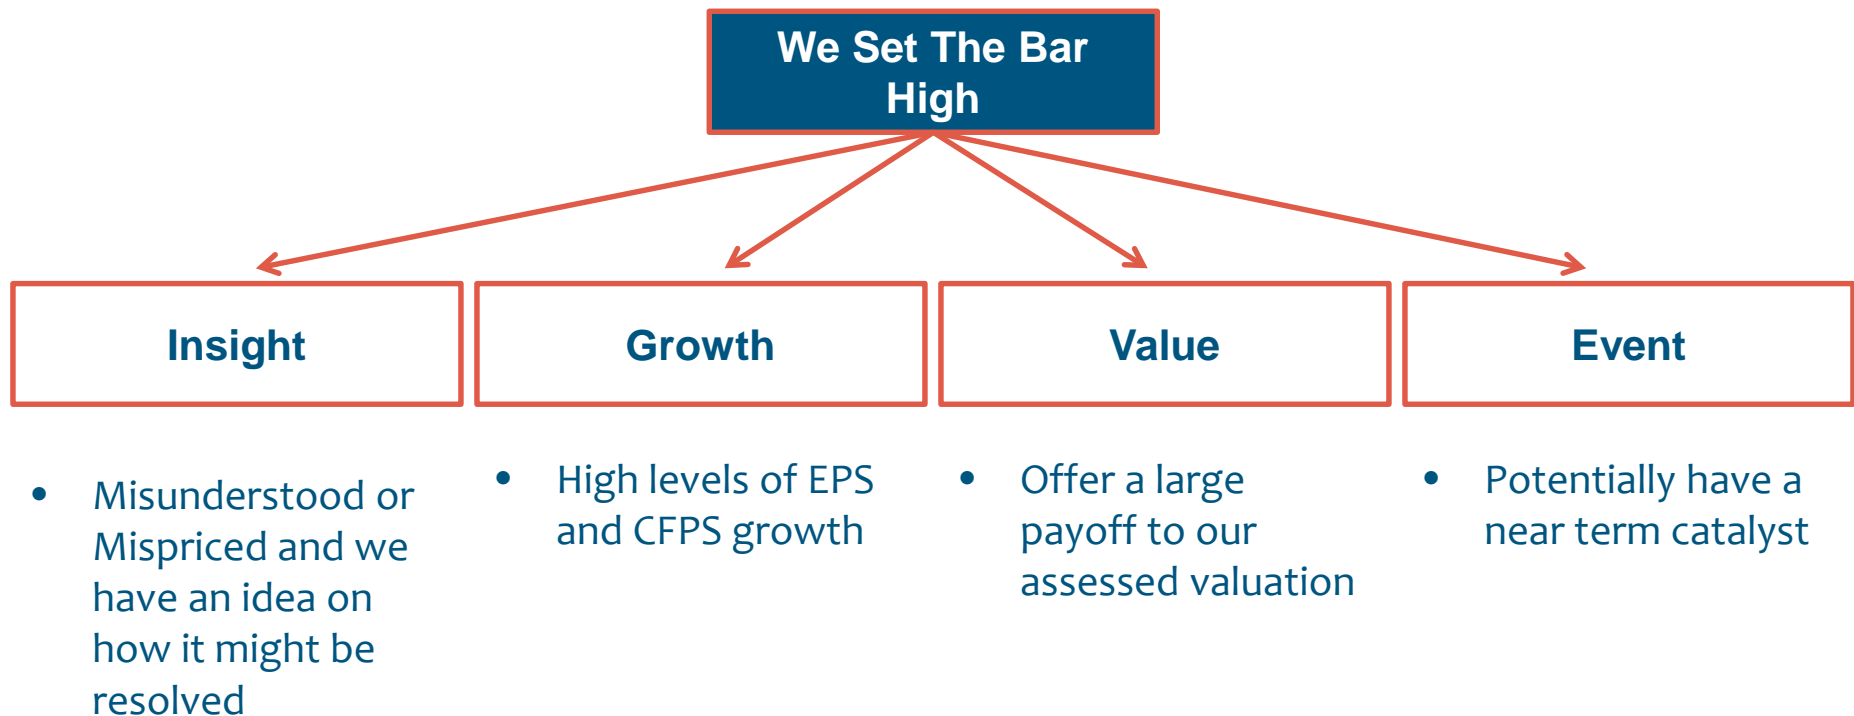 We Set The Bar
High
Insight
Growth
Value
Event
• Misunderstood or
Mispriced and we
have an idea on
how it might be
resolved
• High levels of EPS
and CFPS growth
• Offer a large
payoff to our
assessed valuation
• Potentially have a
near term catalyst